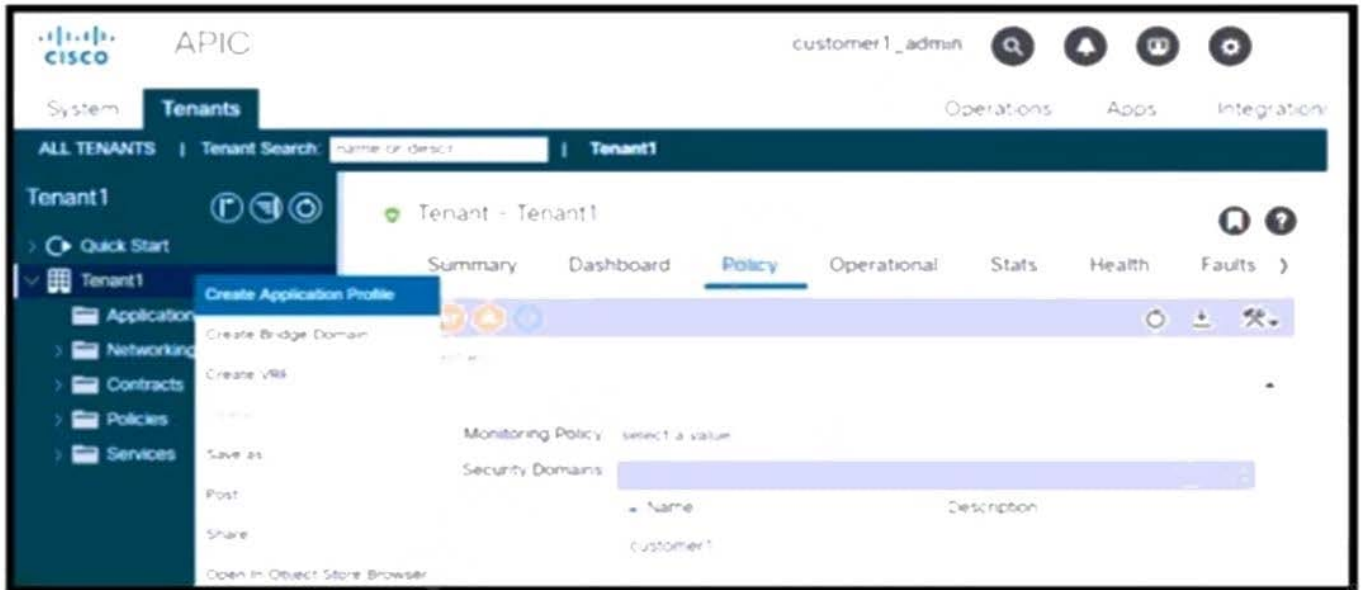 CISCO APIC customer1_admin
System Tenants Operations Apps Integrations
ALL TENANTS | Tenant Search: name or descr | Tenant1
Tenant1
Tenant - Tenant1
Quick Start
Summary Dashboard Policy Operational Stats Health Faults
Tenant1
Create Application Profile
Application
Create Bridge Domain
Networking
Create VRF
Contracts
Policies
Monitoring Policy select a value
Services
Save as
Security Domains
Post
Name Description
Share
customer1
Open In Object Store Browser